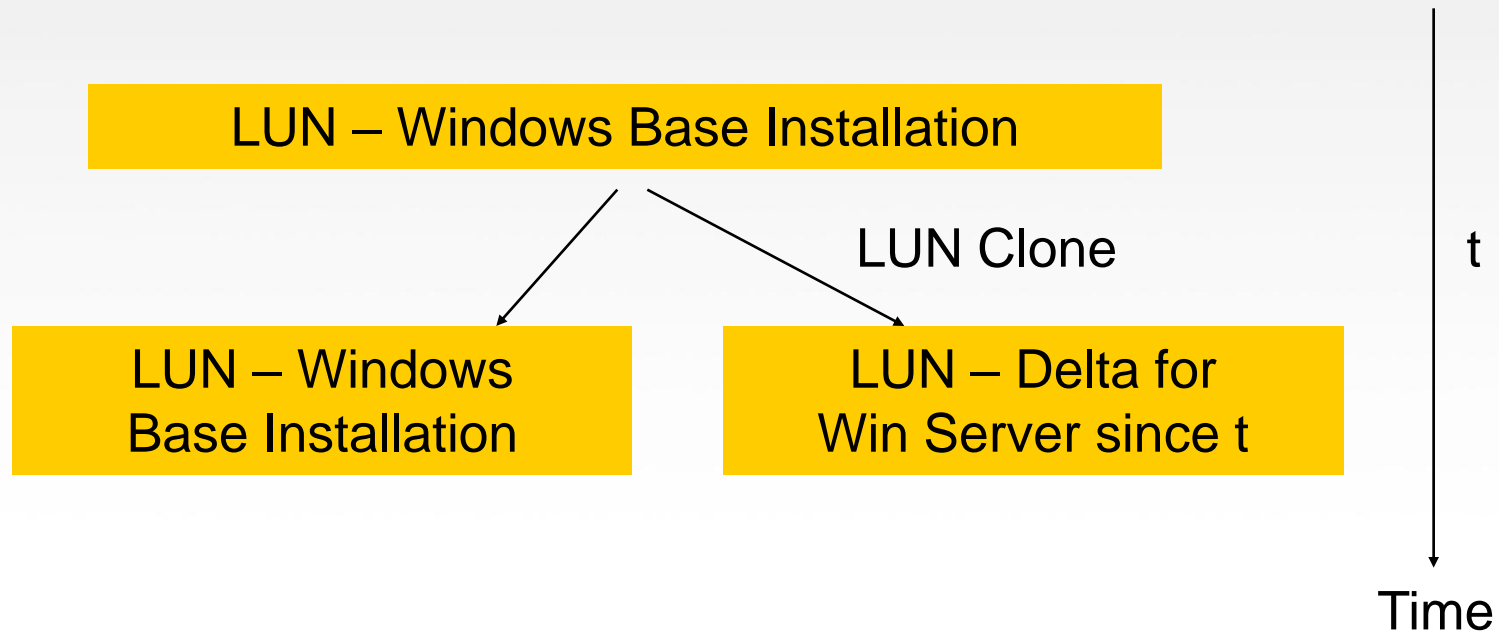 LUN – Windows Base Installation
LUN Clone
t
LUN – Windows
Base Installation
LUN – Delta for
Win Server since t
Time